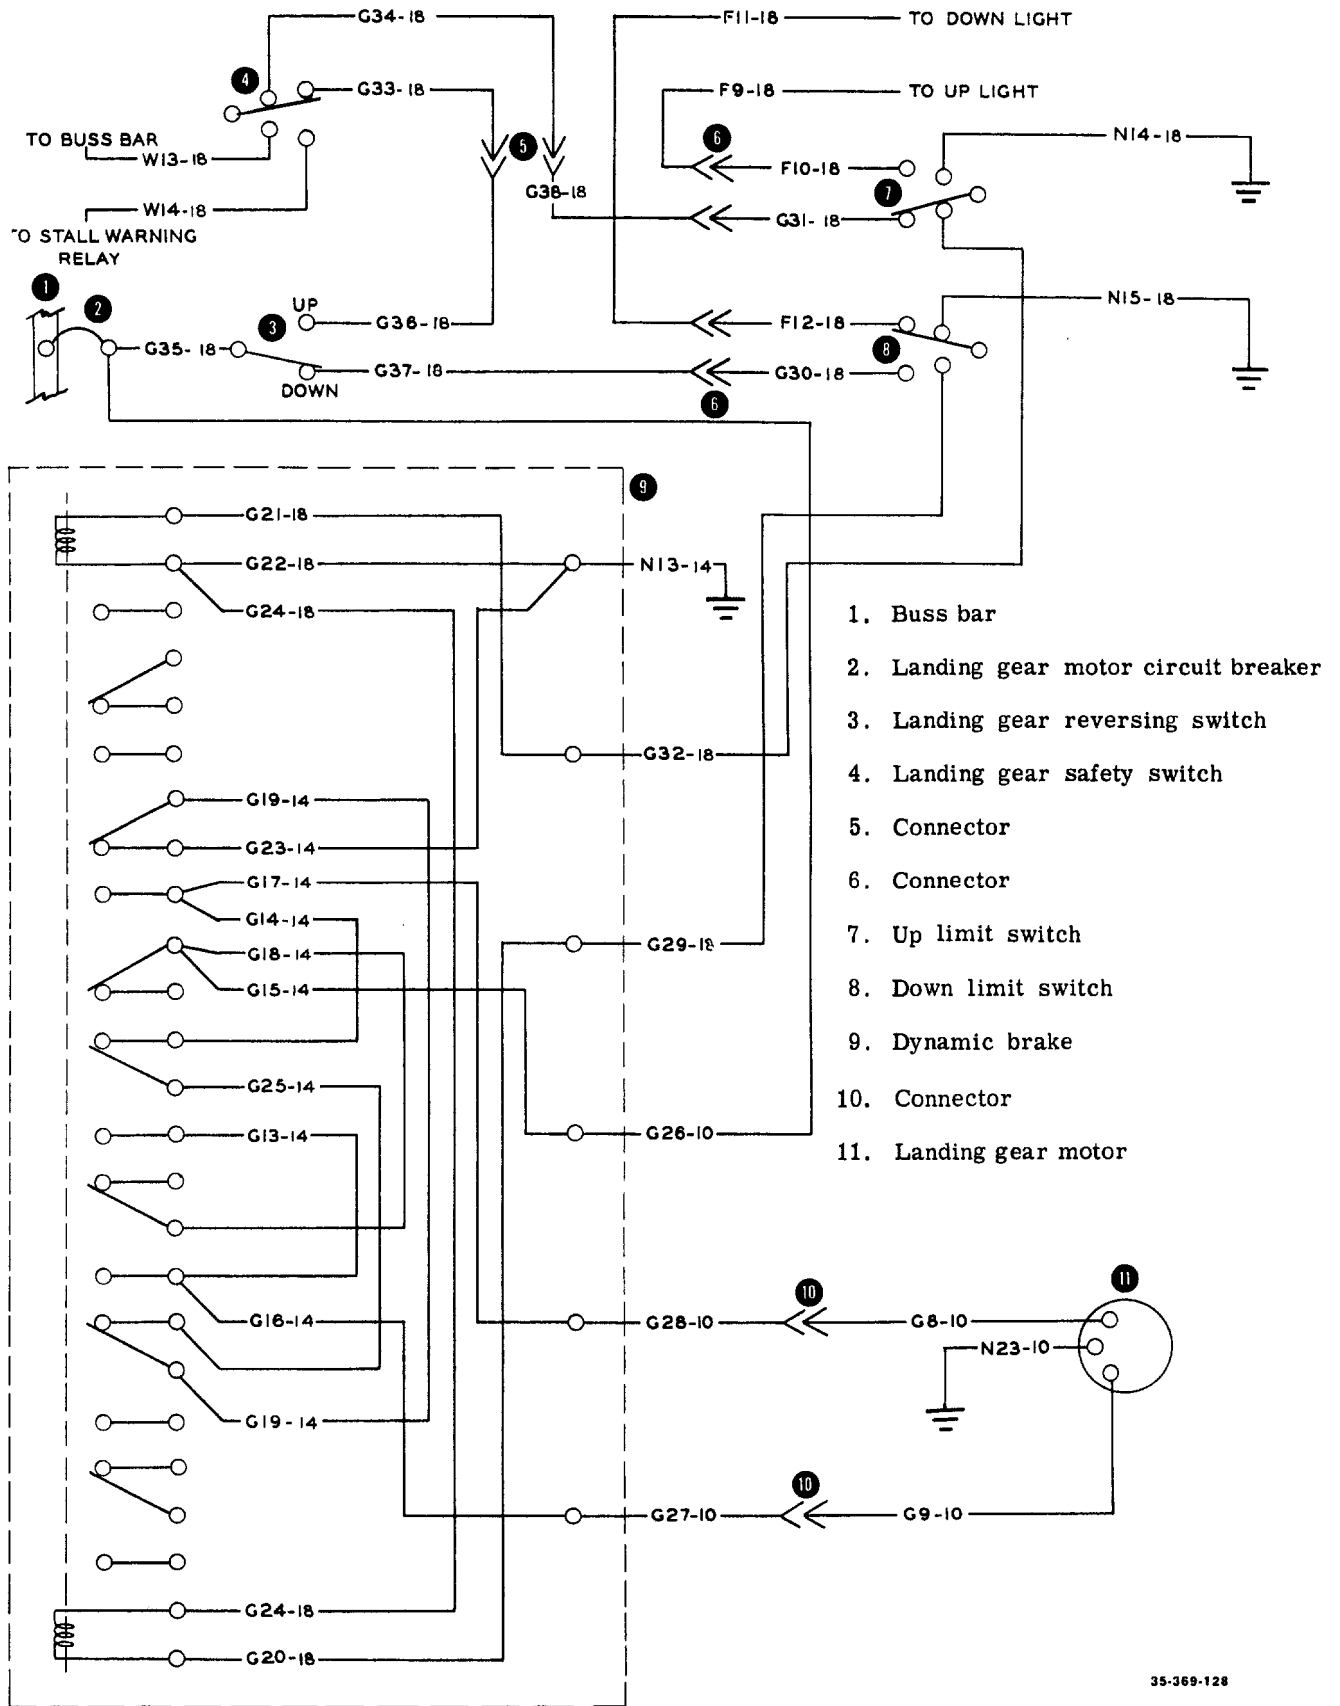 G34-18
F11-18 TO DOWN LIGHT
4
G33-18
F9-18 TO UP LIGHT
TO BUSS BAR
W13-18
5
6
N14-18
F10-18
G38-18
7
W14-18
G31-18
TO STALL WARNING
RELAY
1
2
UP
3
G36-18
N15-18
F12-18
G35-18
8
G37-18
G30-18
DOWN
6
9
G21-18
G22-18
N13-14
G24-18
1. Buss bar
2. Landing gear motor circuit breaker
3. Landing gear reversing switch
G32-18
4. Landing gear safety switch
G19-14
5. Connector
G23-14
G17-14
6. Connector
G14-14
7. Up limit switch
G18-14
G29-18
G15-14
8. Down limit switch
9. Dynamic brake
G25-14
10. Connector
G13-14
G26-10
11. Landing gear motor
10
11
G16-14
G28-10
G8-10
N23-10
G19-14
10
G27-10
G9-10
G24-18
G20-18
35-369-128